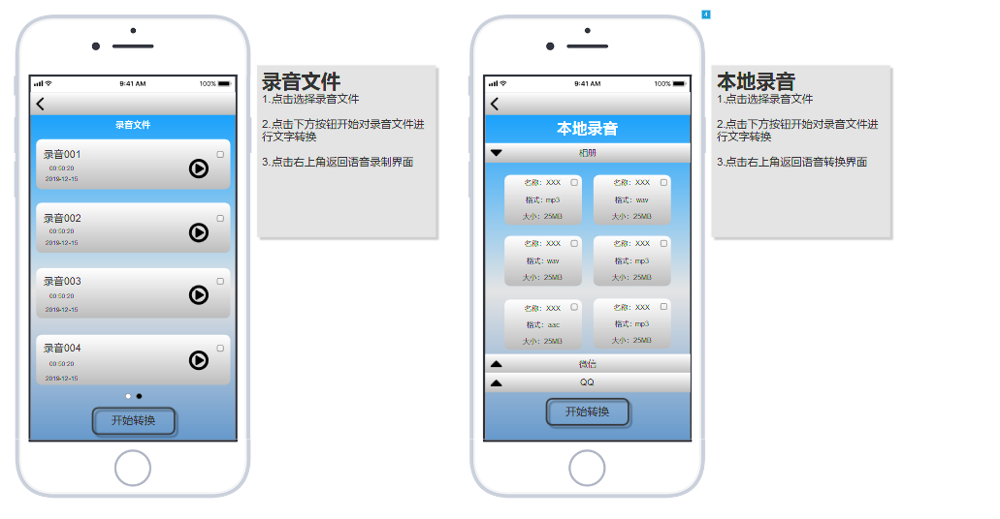 4
9:41 AM
100%
录音文件
录音001
00:50:20
2019-12-15
录音002
00:50:20
2019-12-15
录音003
00:50:20
2019-12-15
录音004
00:50:20
2019-12-15
开始转换
录音文件
1.点击选择录音文件
2.点击下方按钮开始对录音文件进
行文字转换
3.点击右上角返回语音录制界面
9:41 AM
100%
本地录音
相册
名称：XXX
格式：mp3
大小：25MB
名称：XXX
格式：wav
大小：25MB
名称：XXX
格式：wav
大小：25MB
名称：XXX
格式：mp3
大小：25MB
名称：XXX
格式：aac
大小：25MB
名称：XXX
格式：mp3
大小：25MB
微信
QQ
开始转换
本地录音
1.点击选择录音文件
2.点击下方按钮开始对录音文件进
行文字转换
3.点击右上角返回语音转换界面